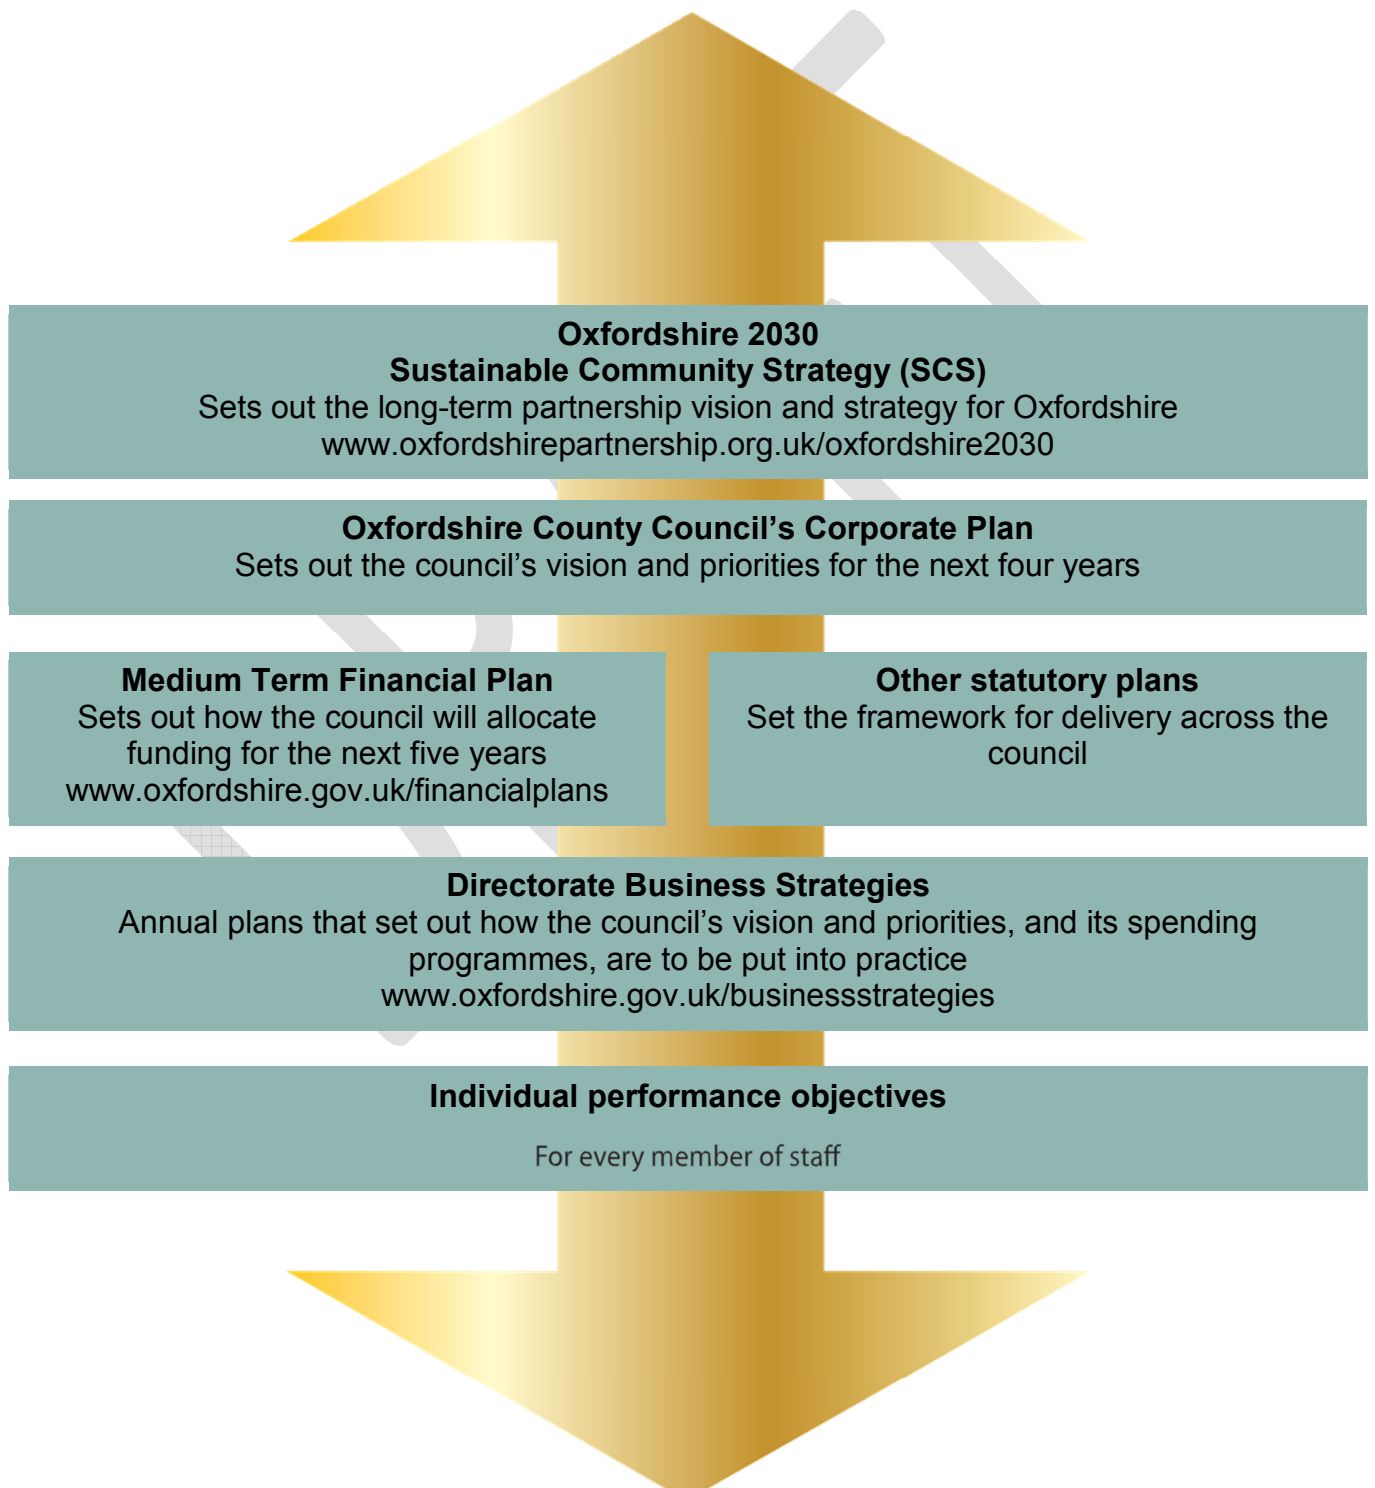 Oxfordshire 2030
Sustainable Community Strategy (SCS)
Sets out the long-term partnership vision and strategy for Oxfordshire
www.oxfordshirepartnership.org.uk/oxfordshire2030
Oxfordshire County Council’s Corporate Plan
Sets out the council’s vision and priorities for the next four years
Medium Term Financial Plan
Sets out how the council will allocate
funding for the next five years
www.oxfordshire.gov.uk/financialplans
Other statutory plans
Set the framework for delivery across the
council
Directorate Business Strategies
Annual plans that set out how the council’s vision and priorities, and its spending
programmes, are to be put into practice
www.oxfordshire.gov.uk/businessstrategies
Individual performance objectives
For every member of staff